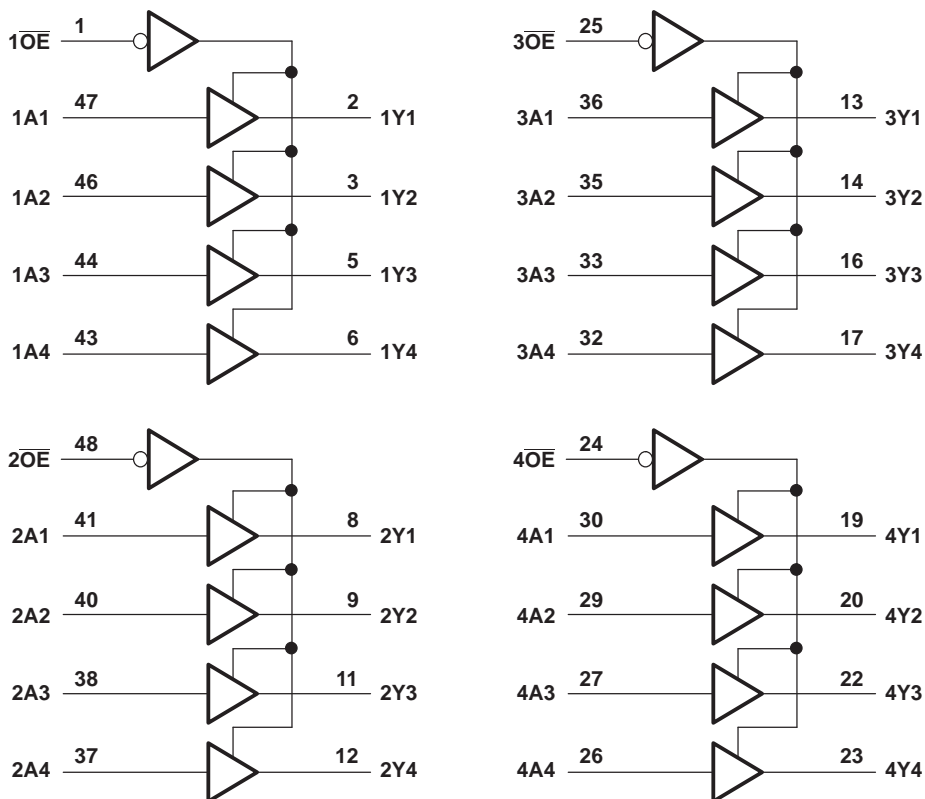 1OE 1
1A1 47 2 1Y1
1A2 46 3 1Y2
1A3 44 5 1Y3
1A4 43 6 1Y4
3OE 25
3A1 36 13 3Y1
3A2 35 14 3Y2
3A3 33 16 3Y3
3A4 32 17 3Y4
2OE 48
2A1 41 8 2Y1
2A2 40 9 2Y2
2A3 38 11 2Y3
2A4 37 12 2Y4
4OE 24
4A1 30 19 4Y1
4A2 29 20 4Y2
4A3 27 22 4Y3
4A4 26 23 4Y4